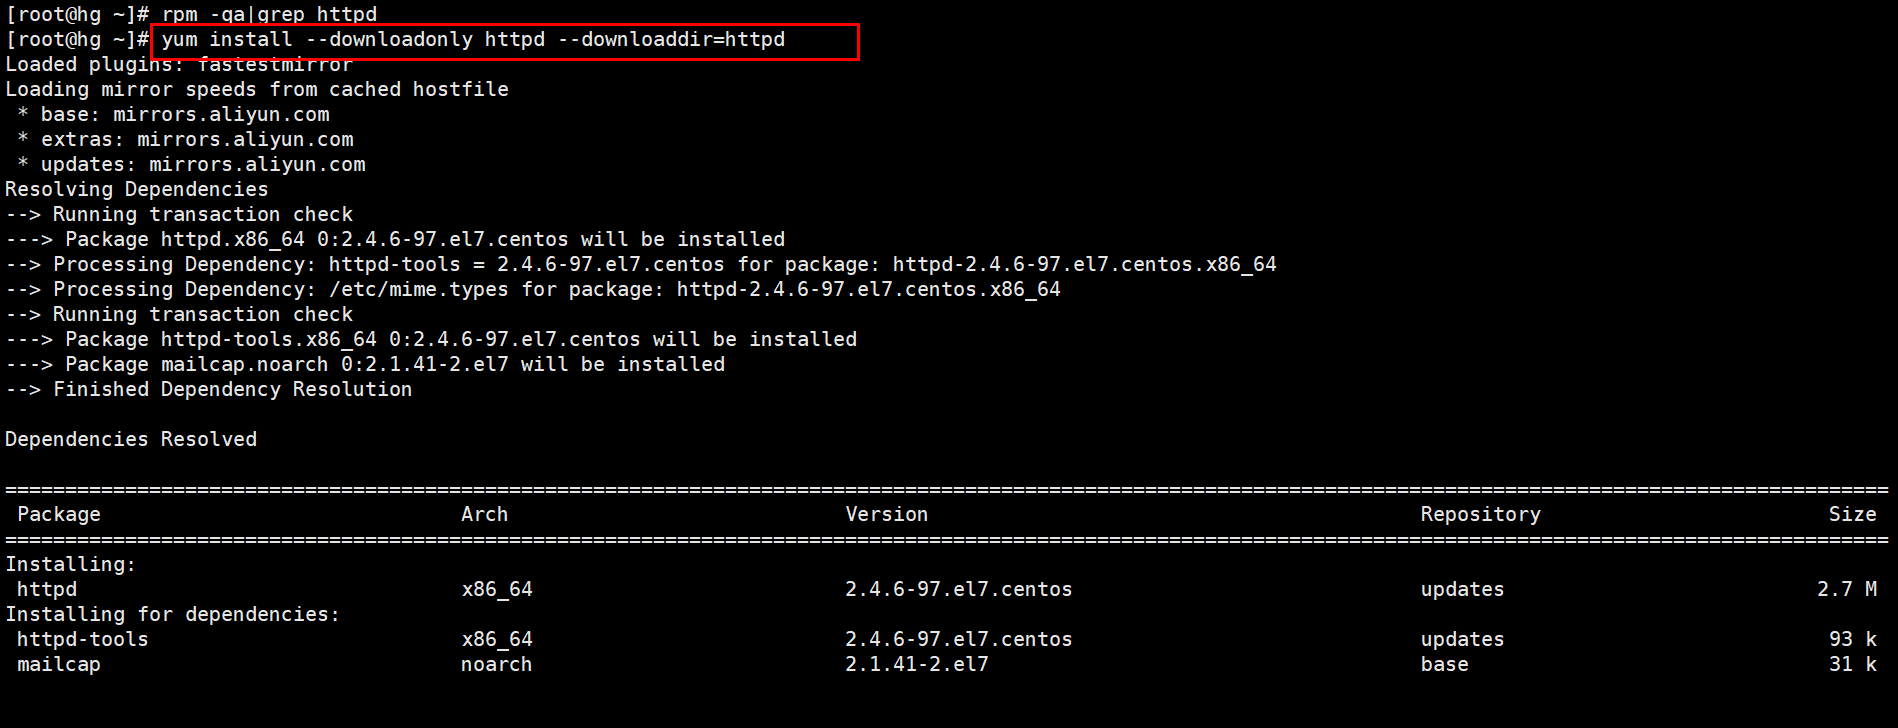 [root@hg ~]# rpm -qa|grep httpd
[root@hg ~]# yum install --downloadonly httpd --downloaddir=httpd
Loaded plugins: fastestmirror
Loading mirror speeds from cached hostfile
 * base: mirrors.aliyun.com
 * extras: mirrors.aliyun.com
 * updates: mirrors.aliyun.com
Resolving Dependencies
--> Running transaction check
---> Package httpd.x86_64 0:2.4.6-97.el7.centos will be installed
--> Processing Dependency: httpd-tools = 2.4.6-97.el7.centos for package: httpd-2.4.6-97.el7.centos.x86_64
--> Processing Dependency: /etc/mime.types for package: httpd-2.4.6-97.el7.centos.x86_64
--> Running transaction check
---> Package httpd-tools.x86_64 0:2.4.6-97.el7.centos will be installed
---> Package mailcap.noarch 0:2.1.41-2.el7 will be installed
--> Finished Dependency Resolution

Dependencies Resolved

=============================================================================================================================================================
 Package                              Arch                            Version                                         Repository                        Size
=============================================================================================================================================================
Installing:
 httpd                                x86_64                          2.4.6-97.el7.centos                             updates                          2.7 M
Installing for dependencies:
 httpd-tools                          x86_64                          2.4.6-97.el7.centos                             updates                           93 k
 mailcap                              noarch                          2.1.41-2.el7                                    base                              31 k